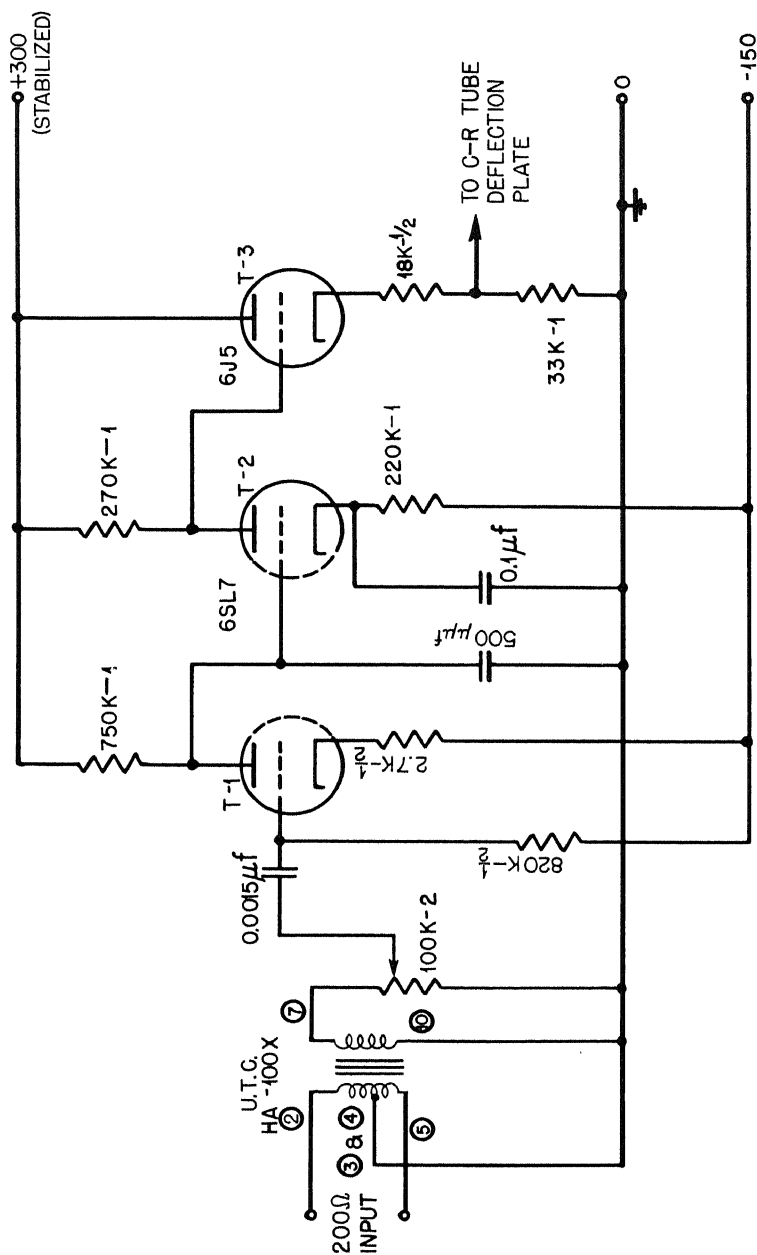 +300
(STABILIZED)
0
-150
TO C-R TUBE
DEFLECTION
PLATE
T-3
6J5
18K-1/2
33K-1
270K-1
T-2
6SL7
220K-1
0.1μf
500μμf
750K-1
T-1
2.7K-1/2
820K-1/2
0.0015μf
100K-2
U.T.C.
HA-100X
②
③ & ④
⑤
⑦
⑩
200Ω
INPUT